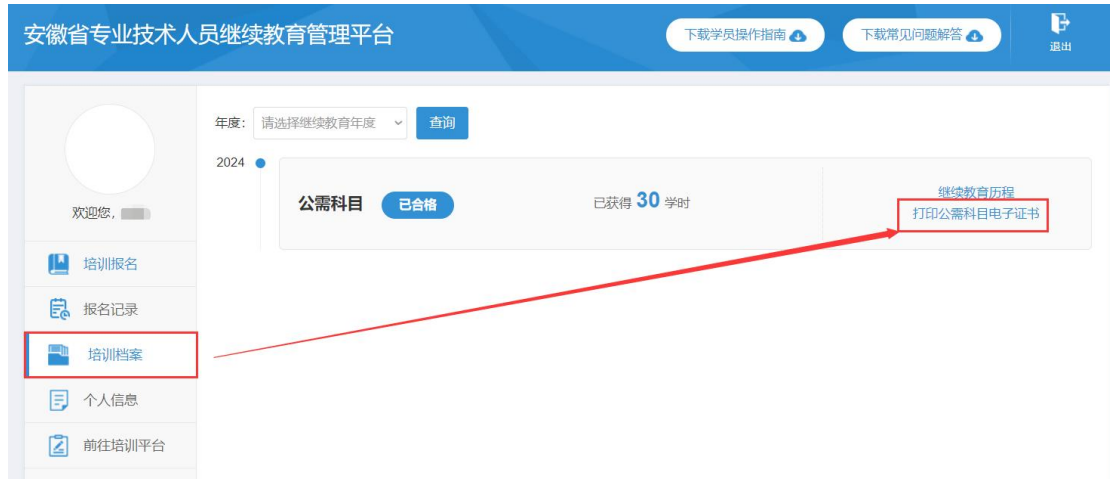 安徽省专业技术人员继续教育管理平台
下载学员操作指南
下载常见问题解答
退出
年度：
请选择继续教育年度
查询
2024
公需科目
已合格
已获得 30 学时
继续教育历程
打印公需科目电子证书
欢迎您,
培训报名
报名记录
培训档案
个人信息
前往培训平台